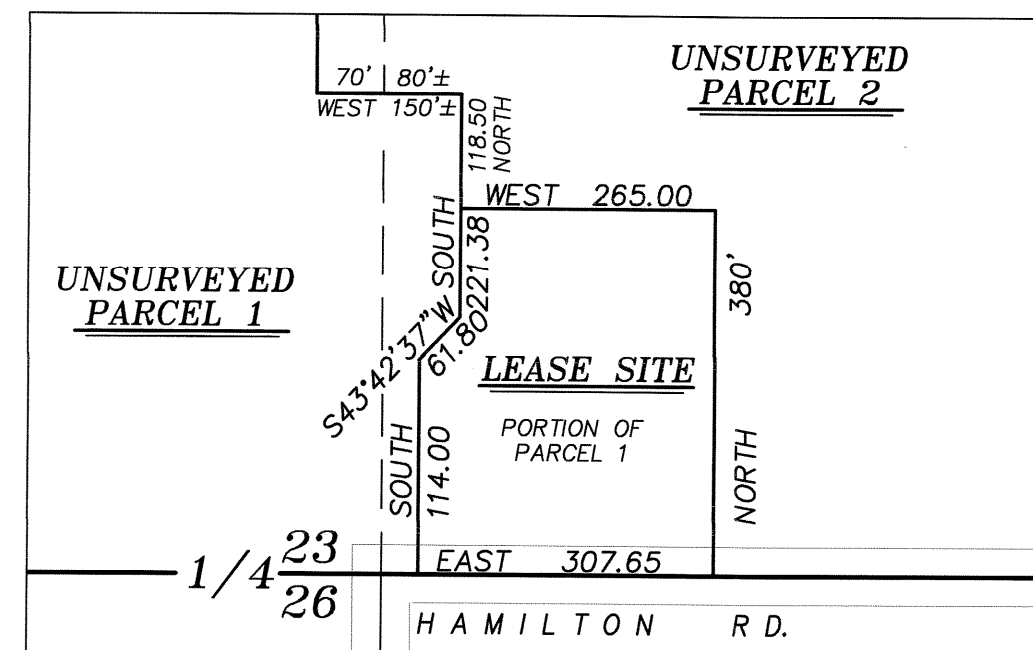 UNSURVEYED
PARCEL 2
70' 80'±
WEST 150'±
118.50
NORTH
WEST 265.00
SOUTH
221.38
380'
UNSURVEYED
PARCEL 1
S43°42'37"W
61.80
LEASE SITE
PORTION OF
PARCEL 1
SOUTH
114.00
NORTH
1/4 23
26
EAST 307.65
HAMILTON RD.